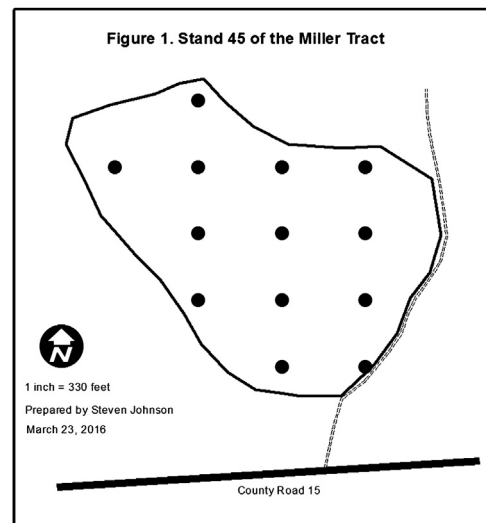 Figure 1. Stand 45 of the Miller Tract
N
1 inch = 330 feet
Prepared by Steven Johnson
March 23, 2016
County Road 15